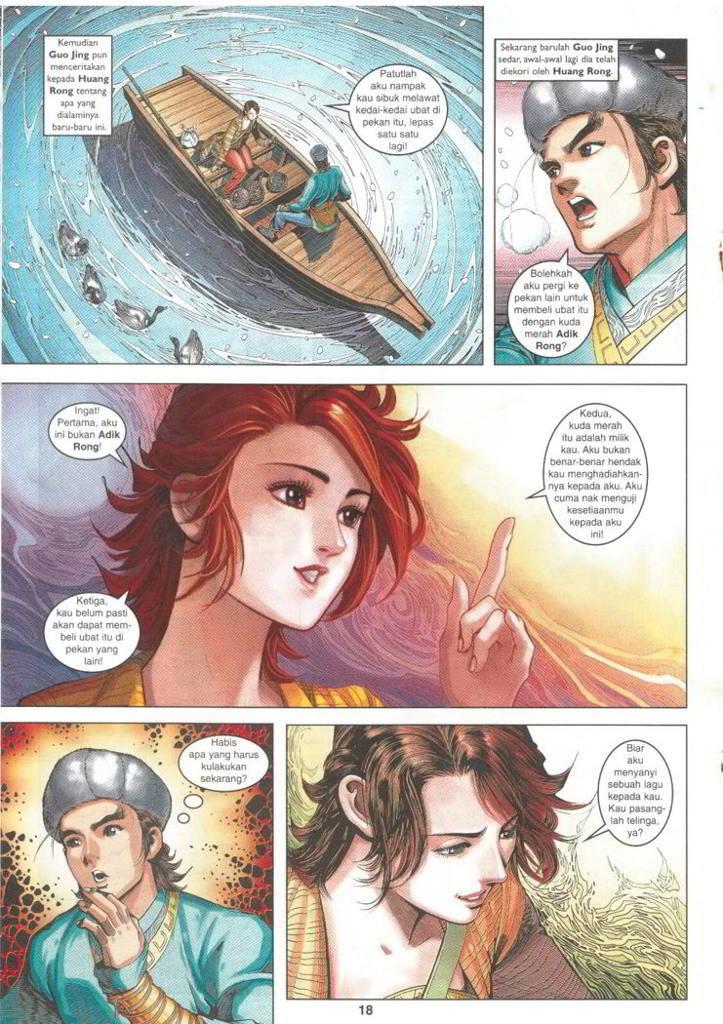 Kemudian
Guo Jing pun
menceritakan
kepada Huang
Rong tentang
apa yang
dialaminya
baru-baru ini.
Patutlah
aku nampak
kau sibuk melawat
kedai-kedai ubat di
pekan itu, lepas
satu satu
lagi!
Sekarang barulah Guo Jing
sedar, awal-awal lagi dia telah
diekori oleh Huang Rong.
Bolehkah
aku pergi ke
pekan lain untuk
membeli ubat itu
dengan kuda
merah Adik
Rong?
Ingat!
Pertama, aku
ini bukan Adik
Rong!
Kedua,
kuda merah
itu adalah milik
kau. Aku bukan
benar-benar hendak
kau menghadiahkan-
nya kepada aku. Aku
cuma nak menguji
kesetiaanmu
kepada aku
ini!
Ketiga,
kau belum pasti
akan dapat mem-
beli ubat itu di
pekan yang
lain!
Habis
apa yang harus
kulakukan
sekarang?
Biar
aku
menyanyi
sebuah lagu
kepada kau.
Kau pasang-
lah telinga,
ya?
18